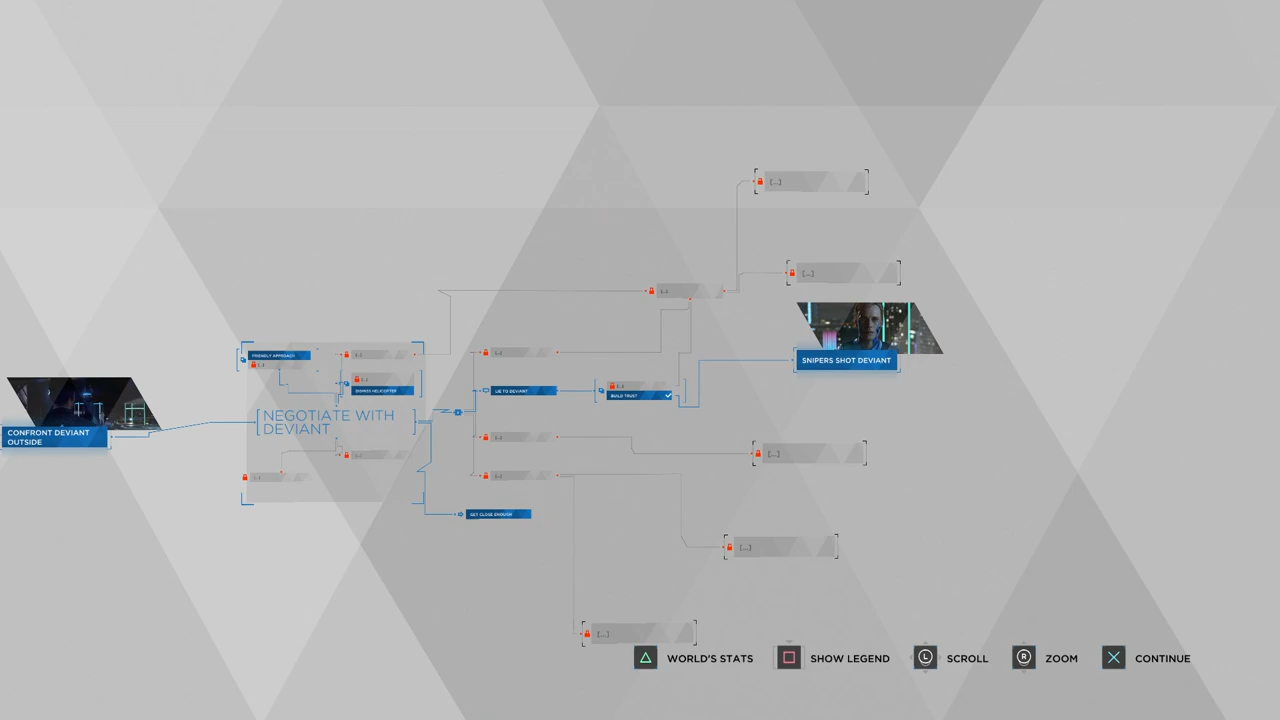 [...]
[...]
[...]
SNIPERS SHOT DEVIANT
FRIENDLY APPROACH
[...]
[...]
[...]
[...]
DISMISS HELICOPTER
LIE TO DEVIANT
[...]
BUILD TRUST
NEGOTIATE WITH
DEVIANT
CONFRONT DEVIANT
OUTSIDE
[...]
[...]
[...]
[...]
[...]
GET CLOSE ENOUGH
[...]
[...]
WORLD'S STATS
SHOW LEGEND
L
SCROLL
R
ZOOM
CONTINUE